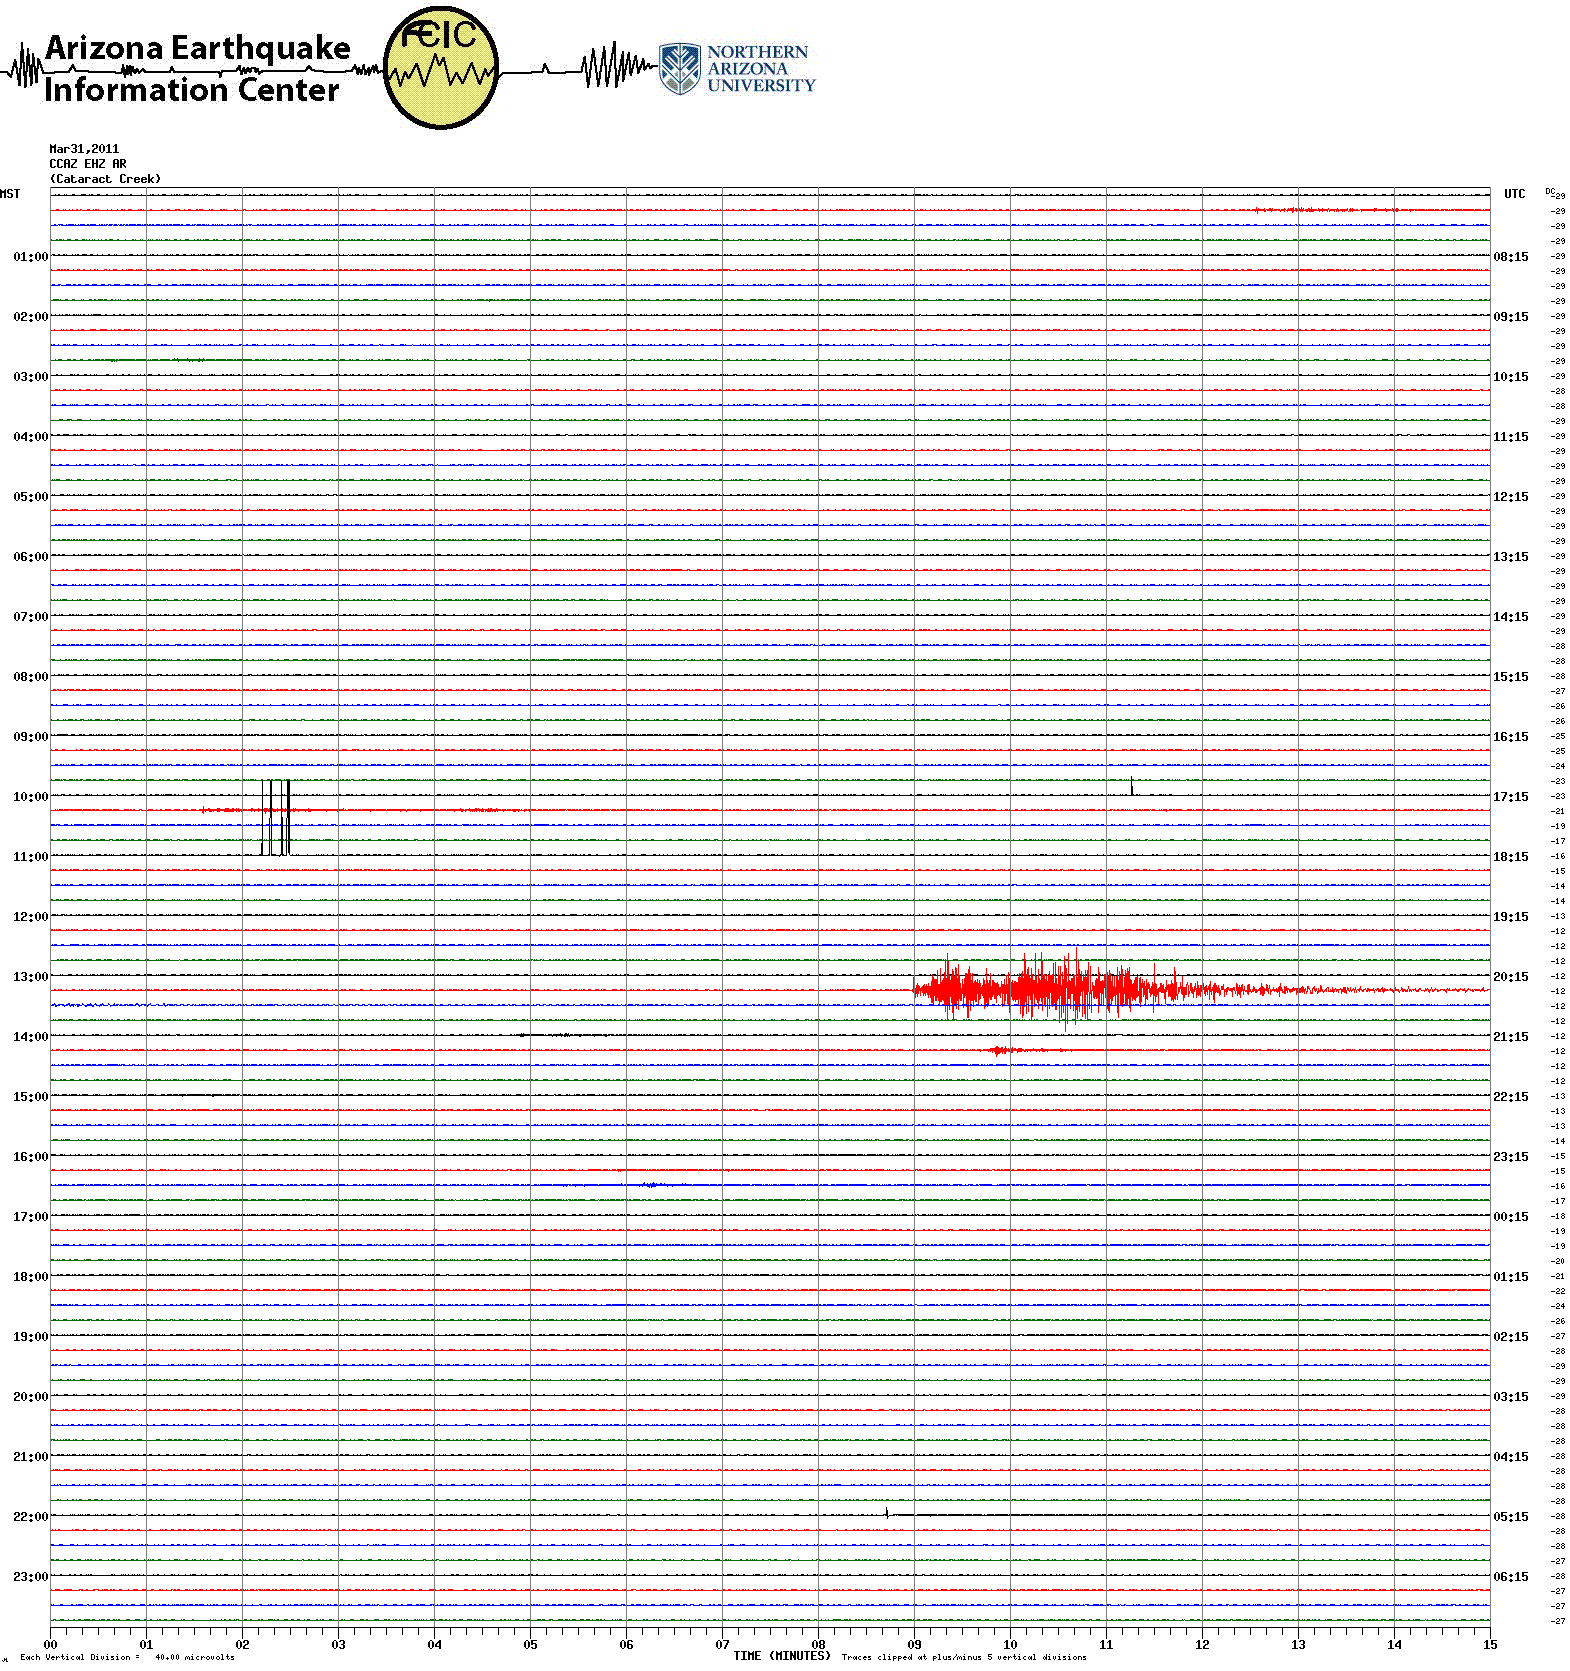 Arizona Earthquake
Information Center
ÆIC
NORTHERN
ARIZONA
UNIVERSITY
Mar31,2011
CCAZ EHZ AR
(Cataract Creek)
MST UTC DC -29
-29
-29
-29
01:00 08:15 -29
-29
-29
-29
02:00 09:15 -29
-29
-29
-29
03:00 10:15 -29
-28
-28
-29
04:00 11:15 -29
-29
-29
-29
05:00 12:15 -29
-29
-29
-29
06:00 13:15 -29
-29
-29
-29
07:00 14:15 -29
-29
-28
-28
08:00 15:15 -28
-27
-26
-26
09:00 16:15 -25
-25
-24
-23
10:00 17:15 -23
-21
-19
-17
11:00 18:15 -16
-15
-14
-14
12:00 19:15 -13
-12
-12
-12
13:00 20:15 -12
-12
-12
-12
14:00 21:15 -12
-12
-12
-12
15:00 22:15 -13
-13
-13
-14
16:00 23:15 -15
-15
-16
-17
17:00 00:15 -18
-19
-19
-20
18:00 01:15 -21
-22
-24
-26
19:00 02:15 -27
-28
-29
-29
20:00 03:15 -29
-28
-28
-28
21:00 04:15 -28
-28
-28
-28
22:00 05:15 -28
-28
-28
-27
23:00 06:15 -28
-27
-27
-27
00 01 02 03 04 05 06 07 08 09 10 11 12 13 14 15
Each Vertical Division = 40.00 microvolts TIME (MINUTES) Traces clipped at plus/minus 5 vertical divisions